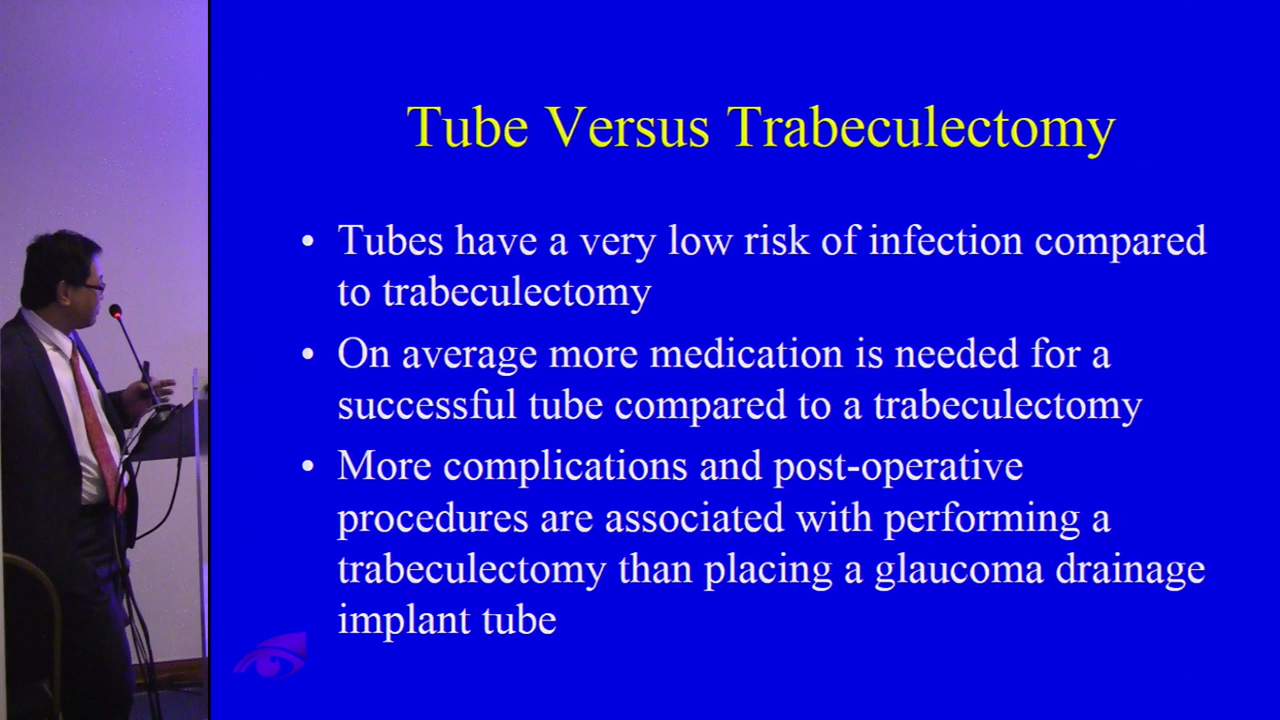 Tube Versus Trabeculectomy
• Tubes have a very low risk of infection compared
to trabeculectomy
• On average more medication is needed for a
successful tube compared to a trabeculectomy
• More complications and post-operative
procedures are associated with performing a
trabeculectomy than placing a glaucoma drainage
implant tube